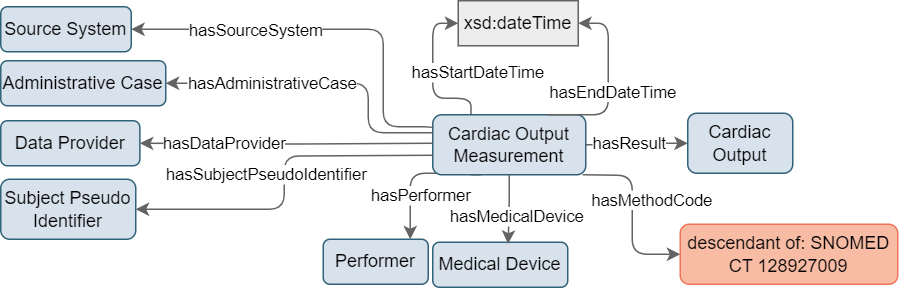 Source System
hasSourceSystem
xsd:dateTime
hasStartDateTime
Administrative Case
hasAdministrativeCase
hasEndDateTime
Data Provider
hasDataProvider
Cardiac Output
Measurement
hasResult
Cardiac
Output
hasSubjectPseudoIdentifier
Subject Pseudo
Identifier
hasPerformer
hasMedicalDevice
hasMethodCode
Performer
Medical Device
descendant of: SNOMED
CT 128927009